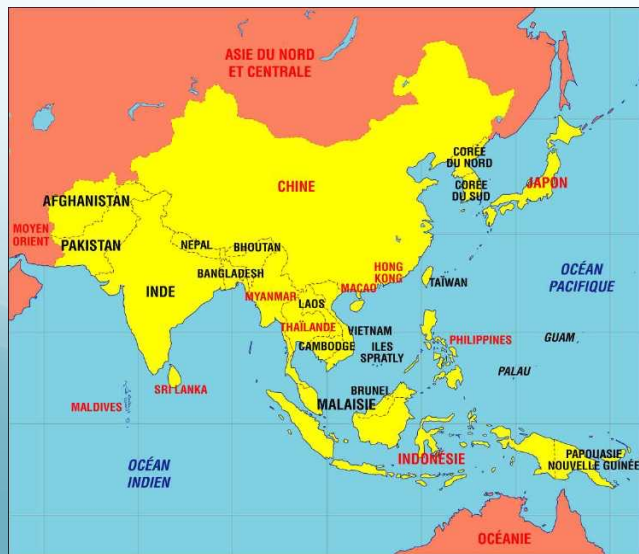 ASIE DU NORD
ET CENTRALE
CORÉE
DU NORD
CHINE
CORÉE
DU SUD
JAPON
AFGHANISTAN
MOYEN
ORIENT
PAKISTAN
NEPAL
BHOUTAN
HONG
KONG
OCÉAN
PACIFIQUE
BANGLADESH
TAÏWAN
INDE
MYANMAR
MACAO
LAOS
THAÏLANDE
VIETNAM
PHILIPPINES
GUAM
CAMBODGE
ILES
SPRATLY
PALAU
SRI LANKA
BRUNEI
MALDIVES
MALAISIE
OCÉAN
INDIEN
INDONÉSIE
PAPOUASIE
NOUVELLE GUINÉE
OCÉANIE